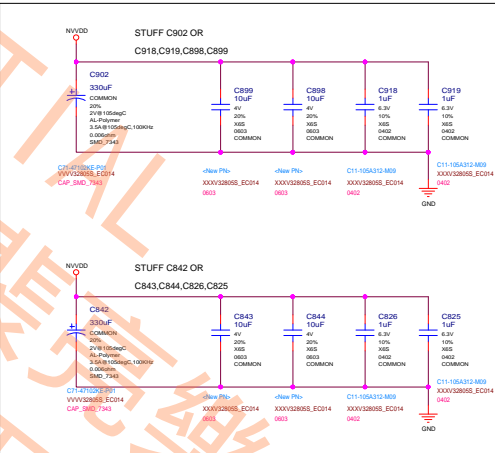 NVVDD
STUFF C902 OR
C918,C919,C898,C899
C902
330uF
COMMON
20%
2V@105degC
AL-Polymer
3.5A@105degC,100KHz
0.006ohm
SMD_7343
C71-47102KE-P01
VVVV32805S_EC014
CAP_SMD_7343
C899
10uF
4V
20%
X6S
0603
COMMON
<New PN>
XXXV32805S_EC014
0603
C898
10uF
4V
20%
X6S
0603
COMMON
<New PN>
XXXV32805S_EC014
0603
C918
1uF
6.3V
10%
X6S
0402
COMMON
C11-105A312-M09
XXXV32805S_EC014
0402
C919
1uF
6.3V
10%
X6S
0402
COMMON
C11-105A312-M09
XXXV32805S_EC014
0402
GND
NVVDD
STUFF C842 OR
C843,C844,C826,C825
C842
330uF
COMMON
20%
2V@105degC
AL-Polymer
3.5A@105degC,100KHz
0.006ohm
SMD_7343
C71-47102KE-P01
VVVV32805S_EC014
CAP_SMD_7343
C843
10uF
4V
20%
X6S
0603
COMMON
<New PN>
XXXV32805S_EC014
0603
C844
10uF
4V
20%
X6S
0603
COMMON
<New PN>
XXXV32805S_EC014
0603
C826
1uF
6.3V
10%
X6S
0402
COMMON
C11-105A312-M09
XXXV32805S_EC014
0402
C825
1uF
6.3V
10%
X6S
0402
COMMON
C11-105A312-M09
XXXV32805S_EC014
0402
GND